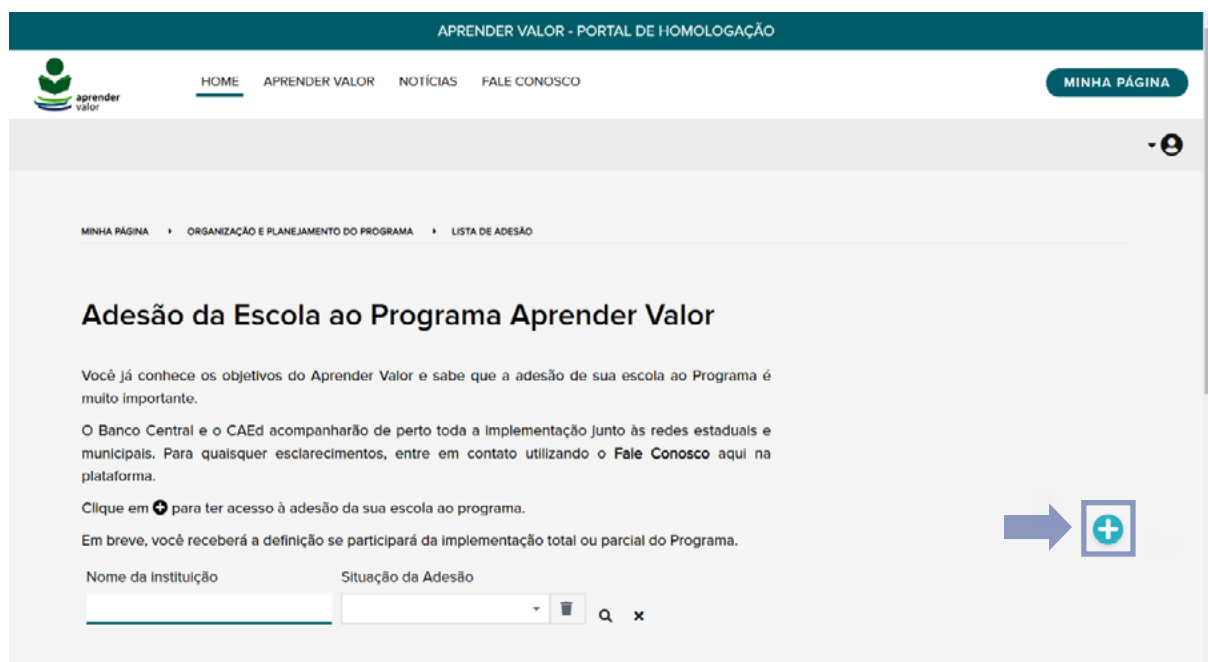 APRENDER VALOR - PORTAL DE HOMOLOGAÇÃO
aprender
valor
HOME APRENDER VALOR NOTÍCIAS FALE CONOSCO MINHA PÁGINA
MINHA PÁGINA ORGANIZAÇÃO E PLANEJAMENTO DO PROGRAMA LISTA DE ADESÃO
Adesão da Escola ao Programa Aprender Valor
Você já conhece os objetivos do Aprender Valor e sabe que a adesão de sua escola ao Programa é
muito importante.
O Banco Central e o CAEd acompanharão de perto toda a implementação junto às redes estaduais e
municipais. Para quaisquer esclarecimentos, entre em contato utilizando o Fale Conosco aqui na
plataforma.
Clique em para ter acesso à adesão da sua escola ao programa.
Em breve, você receberá a definição se participará da implementação total ou parcial do Programa.
Nome da instituição Situação da Adesão